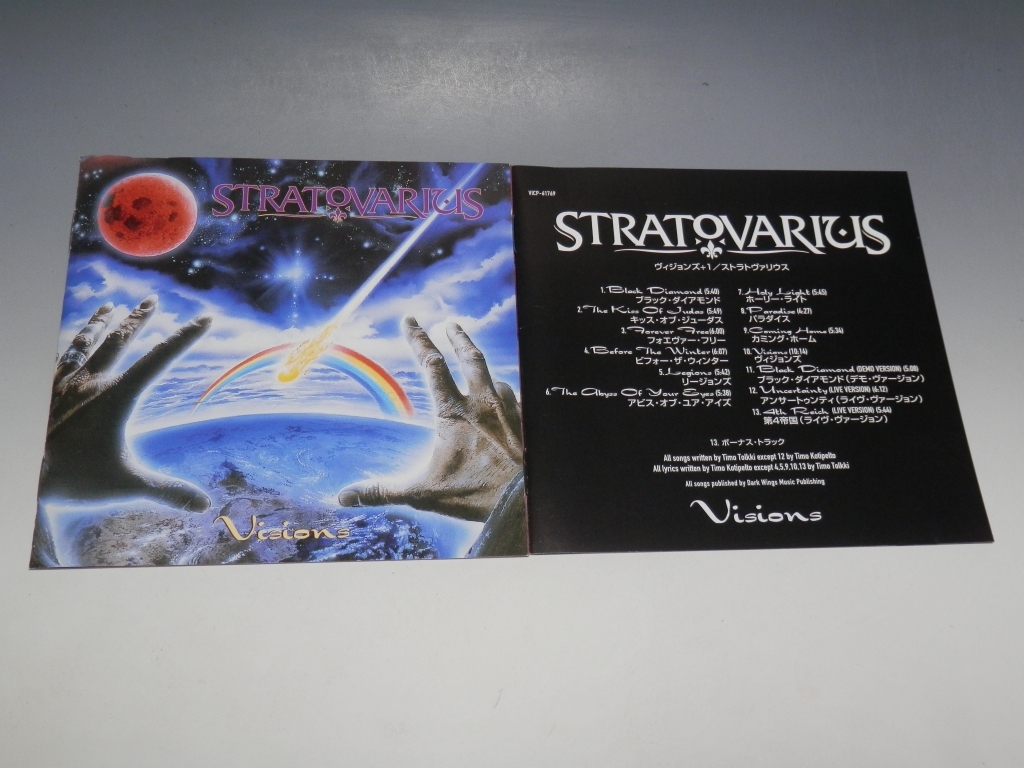 STRATOVARIUS
Visions
VICP-61769
STRATOVARIUS
ヴィジョンズ+1/ストラトヴァリウス
1. Black Diamond (5:40)
ブラック・ダイアモンド
2. The Kiss Of Judas (5:49)
キッス・オブ・ジューダス
3. Forever Free (6:00)
フォエヴァー・フリー
4. Before The Winter (6:07)
ビフォー・ザ・ウィンター
5. Legions (5:42)
リージョンズ
6. The Abyss Of Your Eyes (5:38)
アビス・オブ・ユア・アイズ
7. Holy Light (5:45)
ホーリー・ライト
8. Paradise (4:27)
パラダイス
9. Coming Home (5:34)
カミング・ホーム
10. Visions (10:14)
ヴィジョンズ
11. Black Diamond (DEMO VERSION) (5:08)
ブラック・ダイアモンド(デモ・ヴァージョン)
12. Uncertainty (LIVE VERSION) (6:12)
アンサートゥンティ(ライヴ・ヴァージョン)
13. 4th Reich (LIVE VERSION) (5:44)
第4帝国(ライヴ・ヴァージョン)
13. ボーナス・トラック
All songs written by Timo Tolkki except 12 by Timo Kotipelto
All lyrics written by Timo Kotipelto except 4,5,9,10,13 by Timo Tolkki
All songs published by Dark Wings Music Publishing
Visions